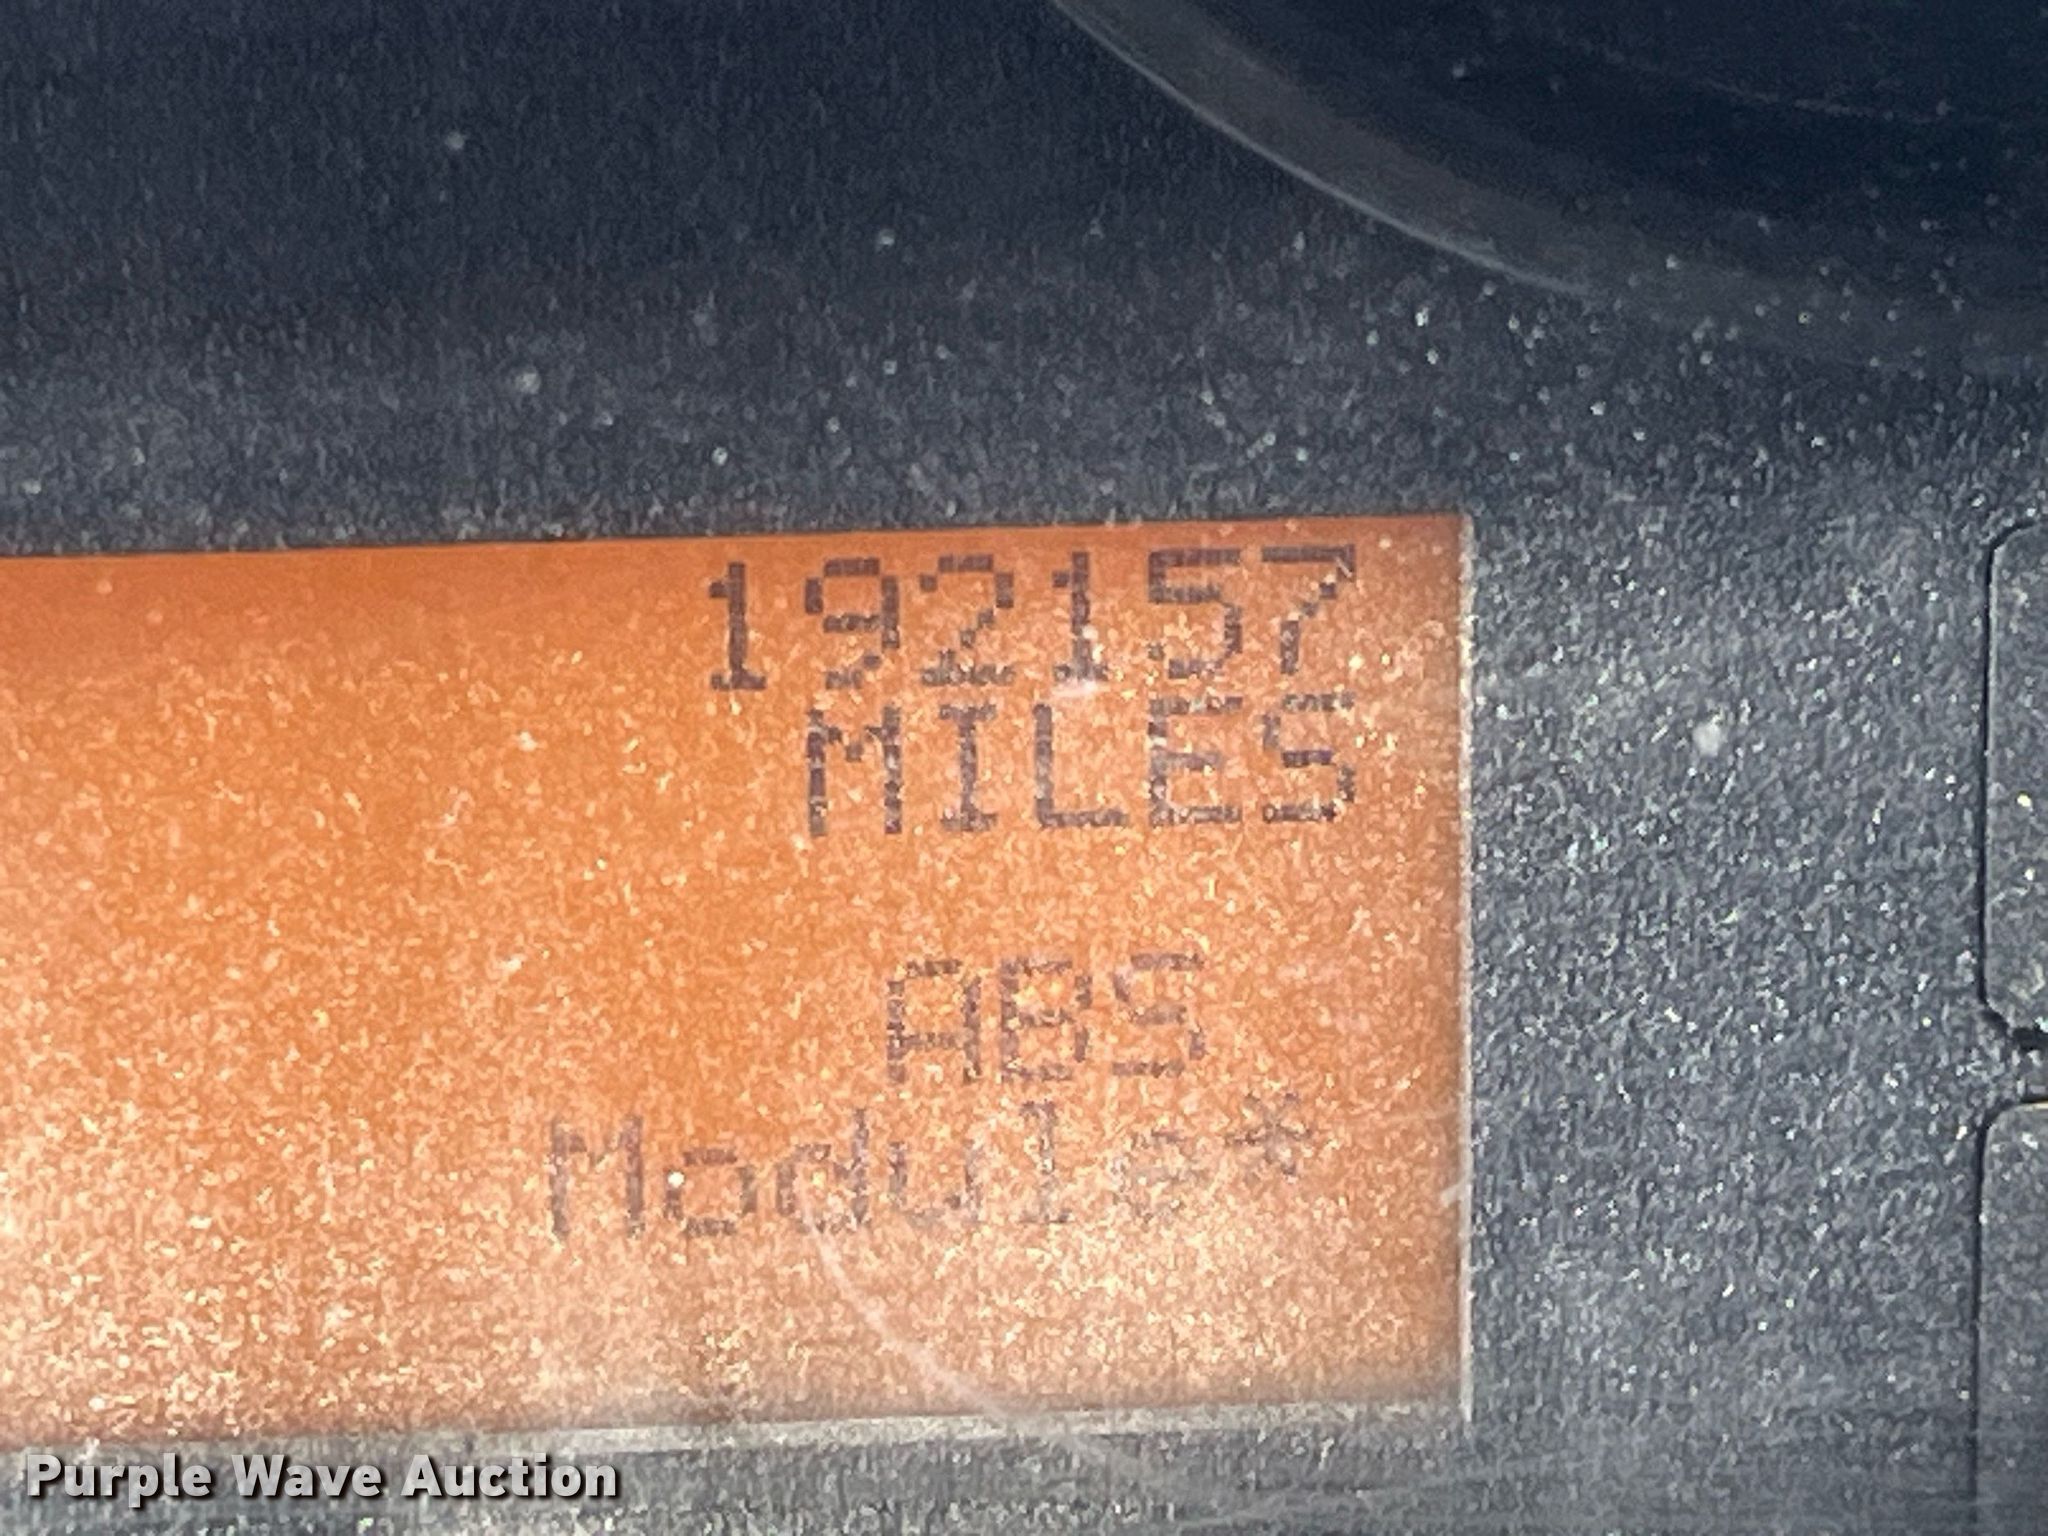 192157
MILES
ABS
Module*
Purple Wave Auction